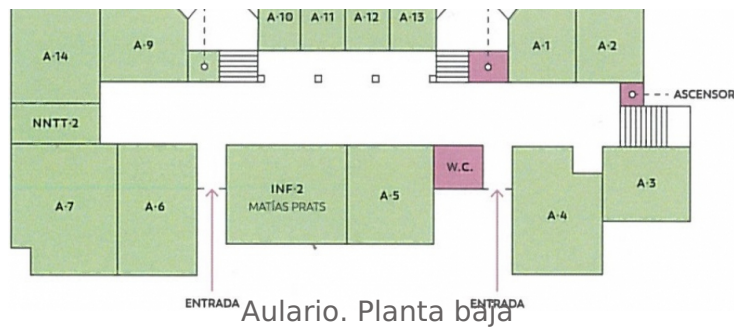 A·10 A·11 A·12 A·13
A·14 A·9 A·1 A·2
ASCENSOR
NNTT·2
W.C.
A·7 A·6 INF·2 A·5 A·4 A·3
MATÍAS PRATS
ENTRADA ENTRADA
Aulario. Planta baja